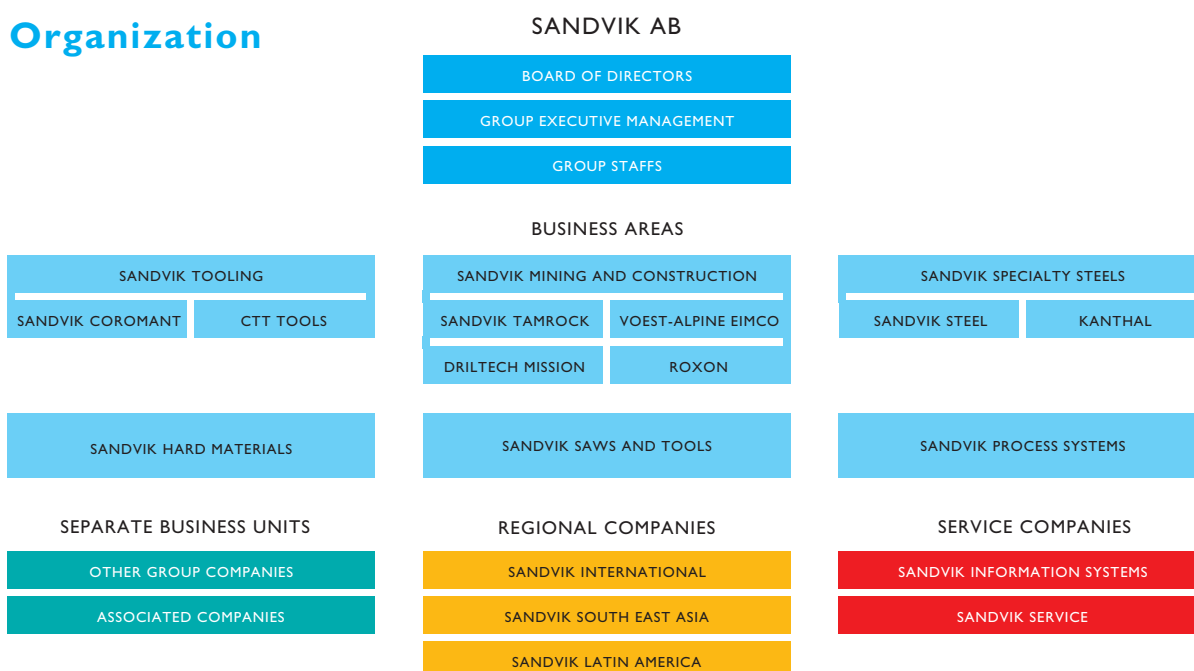 Organization
SANDVIK AB
BOARD OF DIRECTORS
GROUP EXECUTIVE MANAGEMENT
GROUP STAFFS
BUSINESS AREAS
SANDVIK TOOLING
SANDVIK COROMANT
CTT TOOLS
SANDVIK MINING AND CONSTRUCTION
SANDVIK TAMROCK
VOEST-ALPINE EIMCO
DRILTECH MISSION
ROXON
SANDVIK SPECIALTY STEELS
SANDVIK STEEL
KANTHAL
SANDVIK HARD MATERIALS
SANDVIK SAWS AND TOOLS
SANDVIK PROCESS SYSTEMS
SEPARATE BUSINESS UNITS
OTHER GROUP COMPANIES
ASSOCIATED COMPANIES
REGIONAL COMPANIES
SANDVIK INTERNATIONAL
SANDVIK SOUTH EAST ASIA
SANDVIK LATIN AMERICA
SERVICE COMPANIES
SANDVIK INFORMATION SYSTEMS
SANDVIK SERVICE